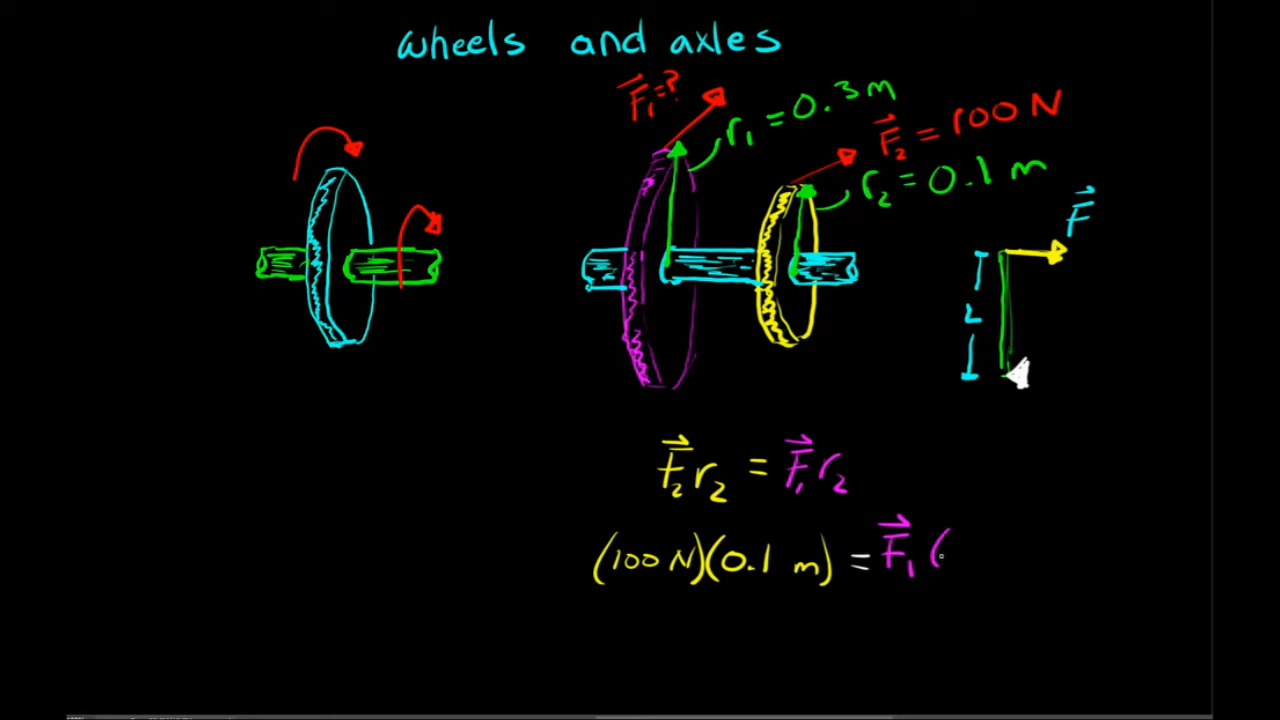 wheels and axles
F₁=?
r₁ = 0.3 m
F₂ = 100 N
r₂ = 0.1 m
F
L
F₂r₂ = F₁r₂
(100 N)(0.1 m) = F₁ (